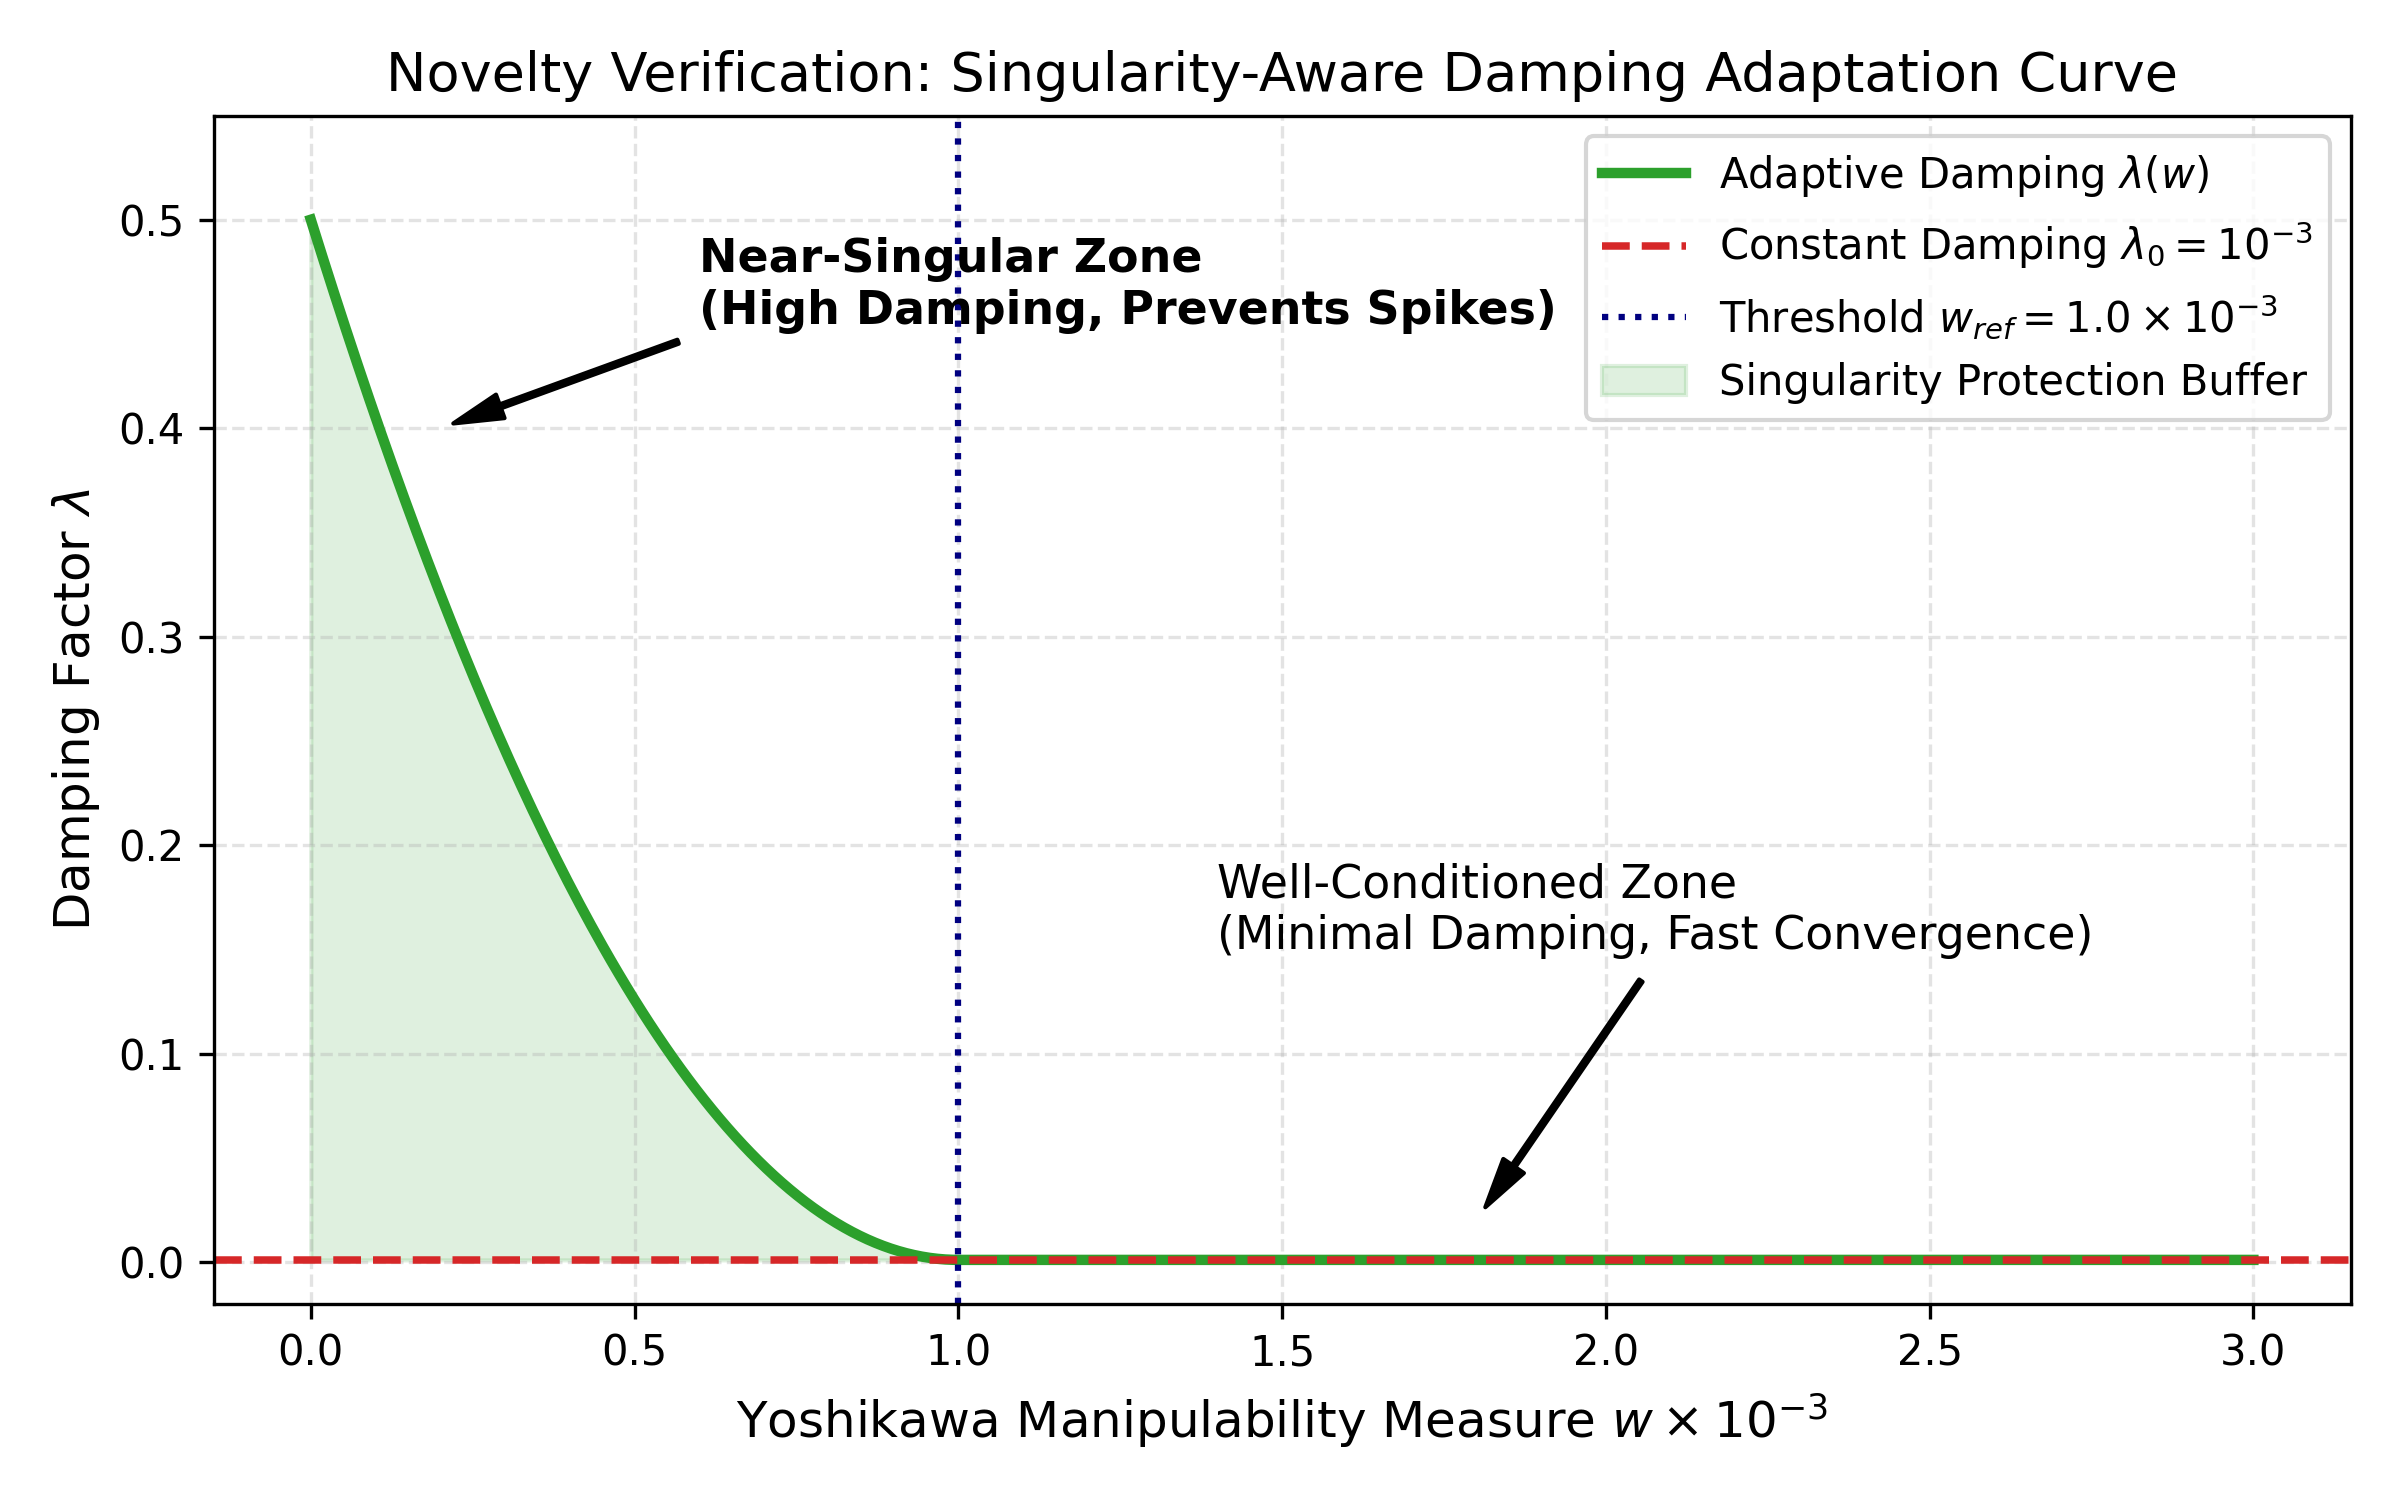 Novelty Verification: Singularity-Aware Damping Adaptation Curve
Adaptive Damping λ(w)
Constant Damping λ₀ = 10⁻³
Threshold w_ref = 1.0 × 10⁻³
Singularity Protection Buffer
Near-Singular Zone
(High Damping, Prevents Spikes)
Well-Conditioned Zone
(Minimal Damping, Fast Convergence)
Damping Factor λ
0.5
0.4
0.3
0.2
0.1
0.0
0.0 0.5 1.0 1.5 2.0 2.5 3.0
Yoshikawa Manipulability Measure w × 10⁻³